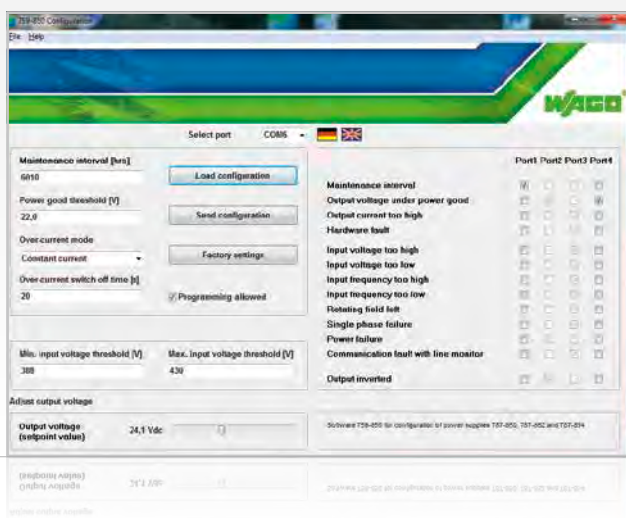 759-850 Configuration
File Help
WAGO
Select port COM6
Maintenance interval [hrs]
6010
Load configuration
Power good threshold [V]
22,0
Send configuration
Over-current mode
Constant current
Factory settings
Over-current switch off time [s]
20
Programming allowed
Min. input voltage threshold [V] Max. input voltage threshold [V]
380 430
Adjust output voltage
Output voltage
(setpoint value)
24,1 Vdc
Port1 Port2 Port3 Port4
Maintenance interval
Output voltage under power good
Output current too high
Hardware fault
Input voltage too high
Input voltage too low
Input frequency too high
Input frequency too low
Rotating field left
Single phase failure
Power failure
Communication fault with line monitor
Output inverted
Software 759-850 for configuration of power supplies 787-850, 787-852 and 787-854